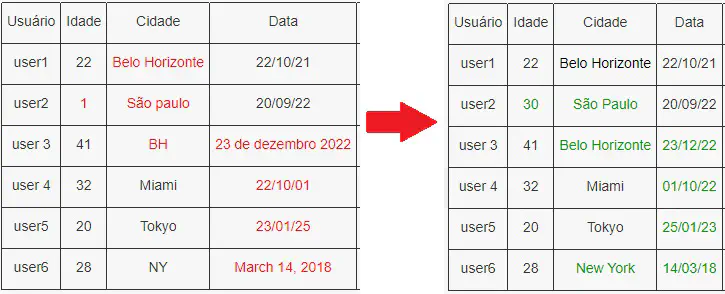 Usuário Idade Cidade Data
user1 22 Belo Horizonte 22/10/21
user2 1 São paulo 20/09/22
user 3 41 BH 23 de dezembro 2022
user 4 32 Miami 22/10/01
user5 20 Tokyo 23/01/25
user6 28 NY March 14, 2018
Usuário Idade Cidade Data
user1 22 Belo Horizonte 22/10/21
user2 30 São Paulo 20/09/22
user 3 41 Belo Horizonte 23/12/22
user 4 32 Miami 01/10/22
user5 20 Tokyo 25/01/23
user6 28 New York 14/03/18